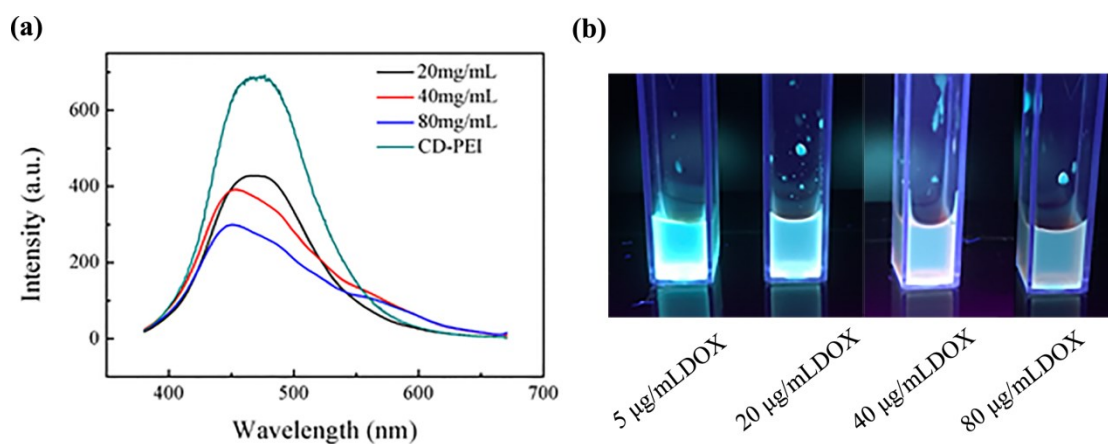 (a)
(b)
20mg/mL
40mg/mL
80mg/mL
CD-PEI
600
400
200
0
Intensity (a.u.)
400
500
600
700
Wavelength (nm)
5 μg/mLDOX
20 μg/mLDOX
40 μg/mLDOX
80 μg/mLDOX